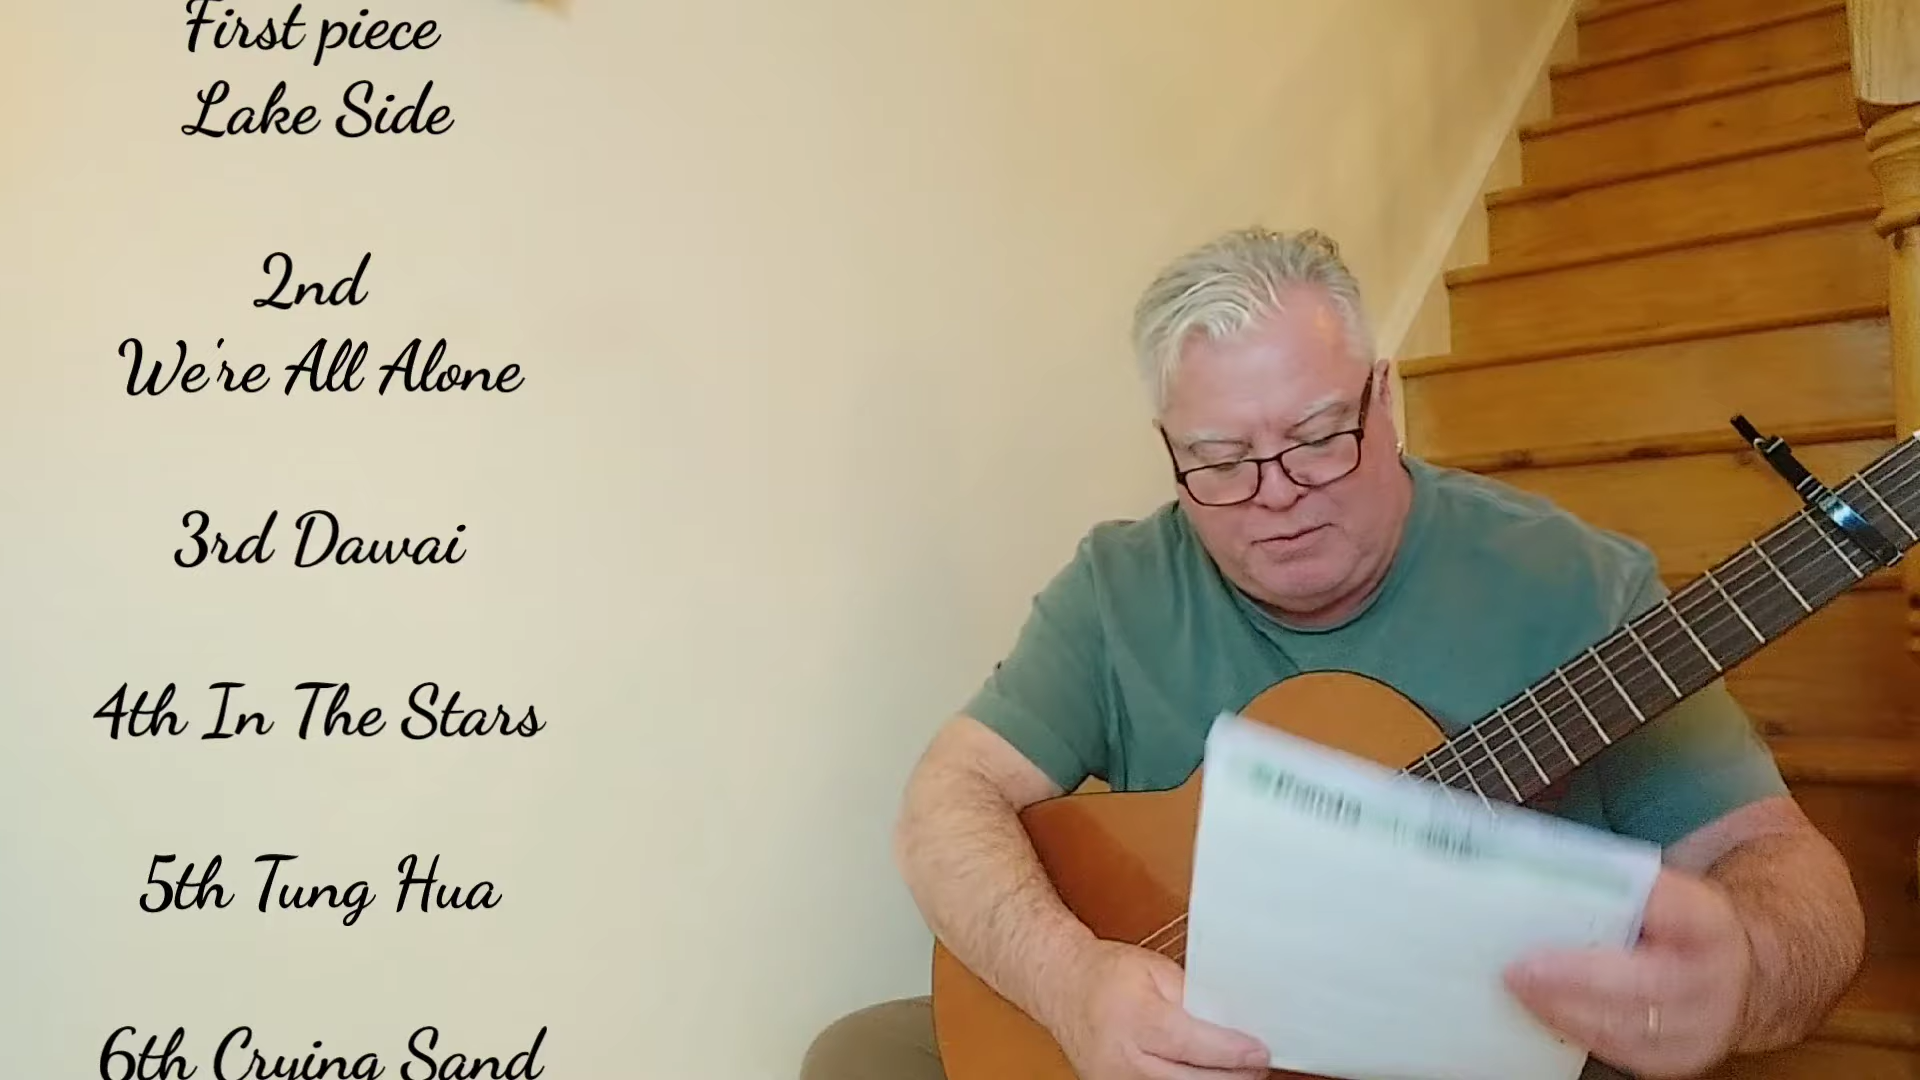 First piece
Lake Side
2nd
We're All Alone
3rd Dawai
4th In The Stars
5th Tung Hua
6th Crying Sand